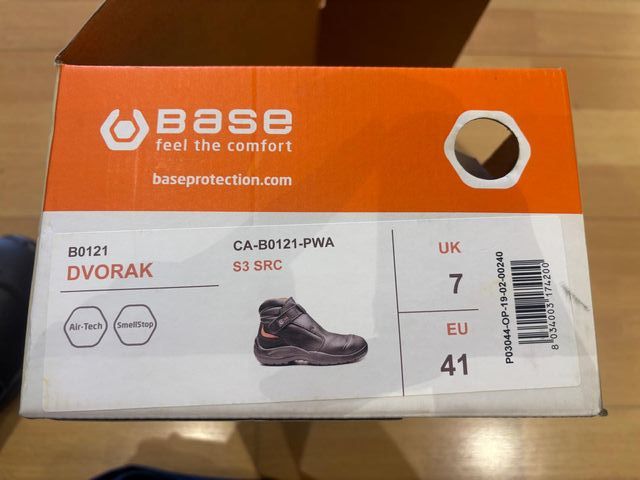 BASE
feel the comfort
baseprotection.com
B0121
DVORAK
Air-Tech
SmellStop
CA-B0121-PWA
S3 SRC
UK
7
EU
41
P03044-OP-19-02-00240
8 034003 174200